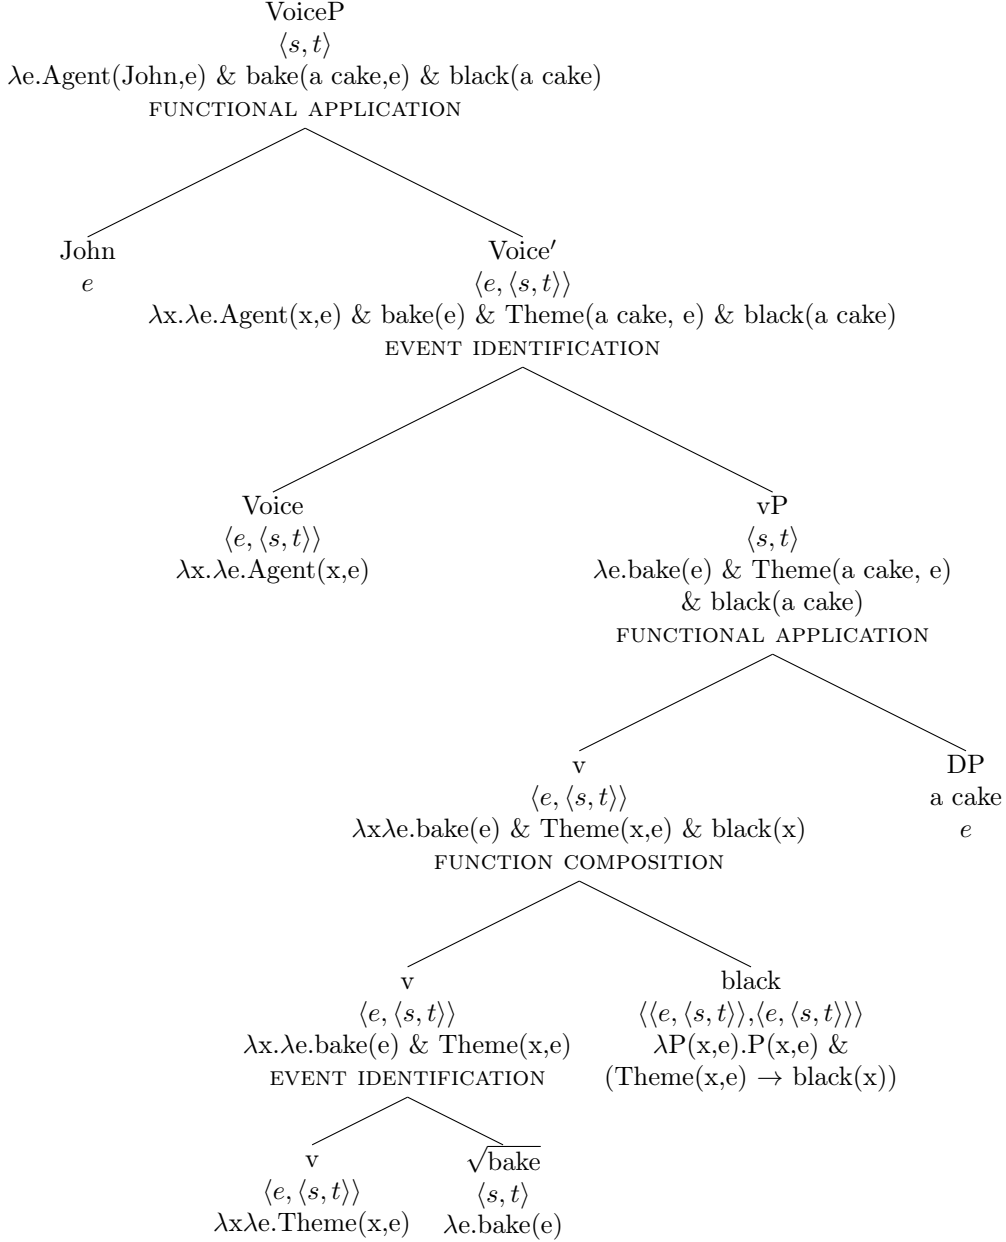 VoiceP
⟨s, t⟩
λe.Agent(John,e) & bake(a cake,e) & black(a cake)
FUNCTIONAL APPLICATION
John
e
Voice′
⟨e, ⟨s, t⟩⟩
λx.λe.Agent(x,e) & bake(e) & Theme(a cake, e) & black(a cake)
EVENT IDENTIFICATION
Voice
⟨e, ⟨s, t⟩⟩
λx.λe.Agent(x,e)
vP
⟨s, t⟩
λe.bake(e) & Theme(a cake, e)
& black(a cake)
FUNCTIONAL APPLICATION
v
⟨e, ⟨s, t⟩⟩
λxλe.bake(e) & Theme(x,e) & black(x)
FUNCTION COMPOSITION
DP
a cake
e
v
⟨e, ⟨s, t⟩⟩
λx.λe.bake(e) & Theme(x,e)
EVENT IDENTIFICATION
black
⟨⟨e, ⟨s, t⟩⟩,⟨e, ⟨s, t⟩⟩⟩
λP(x,e).P(x,e) &
(Theme(x,e) → black(x))
v
⟨e, ⟨s, t⟩⟩
λxλe.Theme(x,e)
√bake
⟨s, t⟩
λe.bake(e)